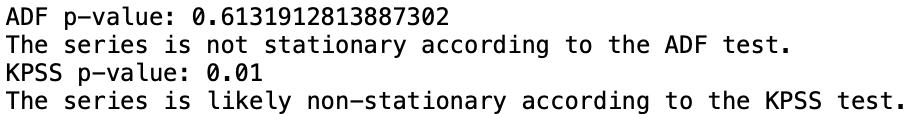 ADF p-value: 0.6131912813887302
The series is not stationary according to the ADF test.
KPSS p-value: 0.01
The series is likely non-stationary according to the KPSS test.